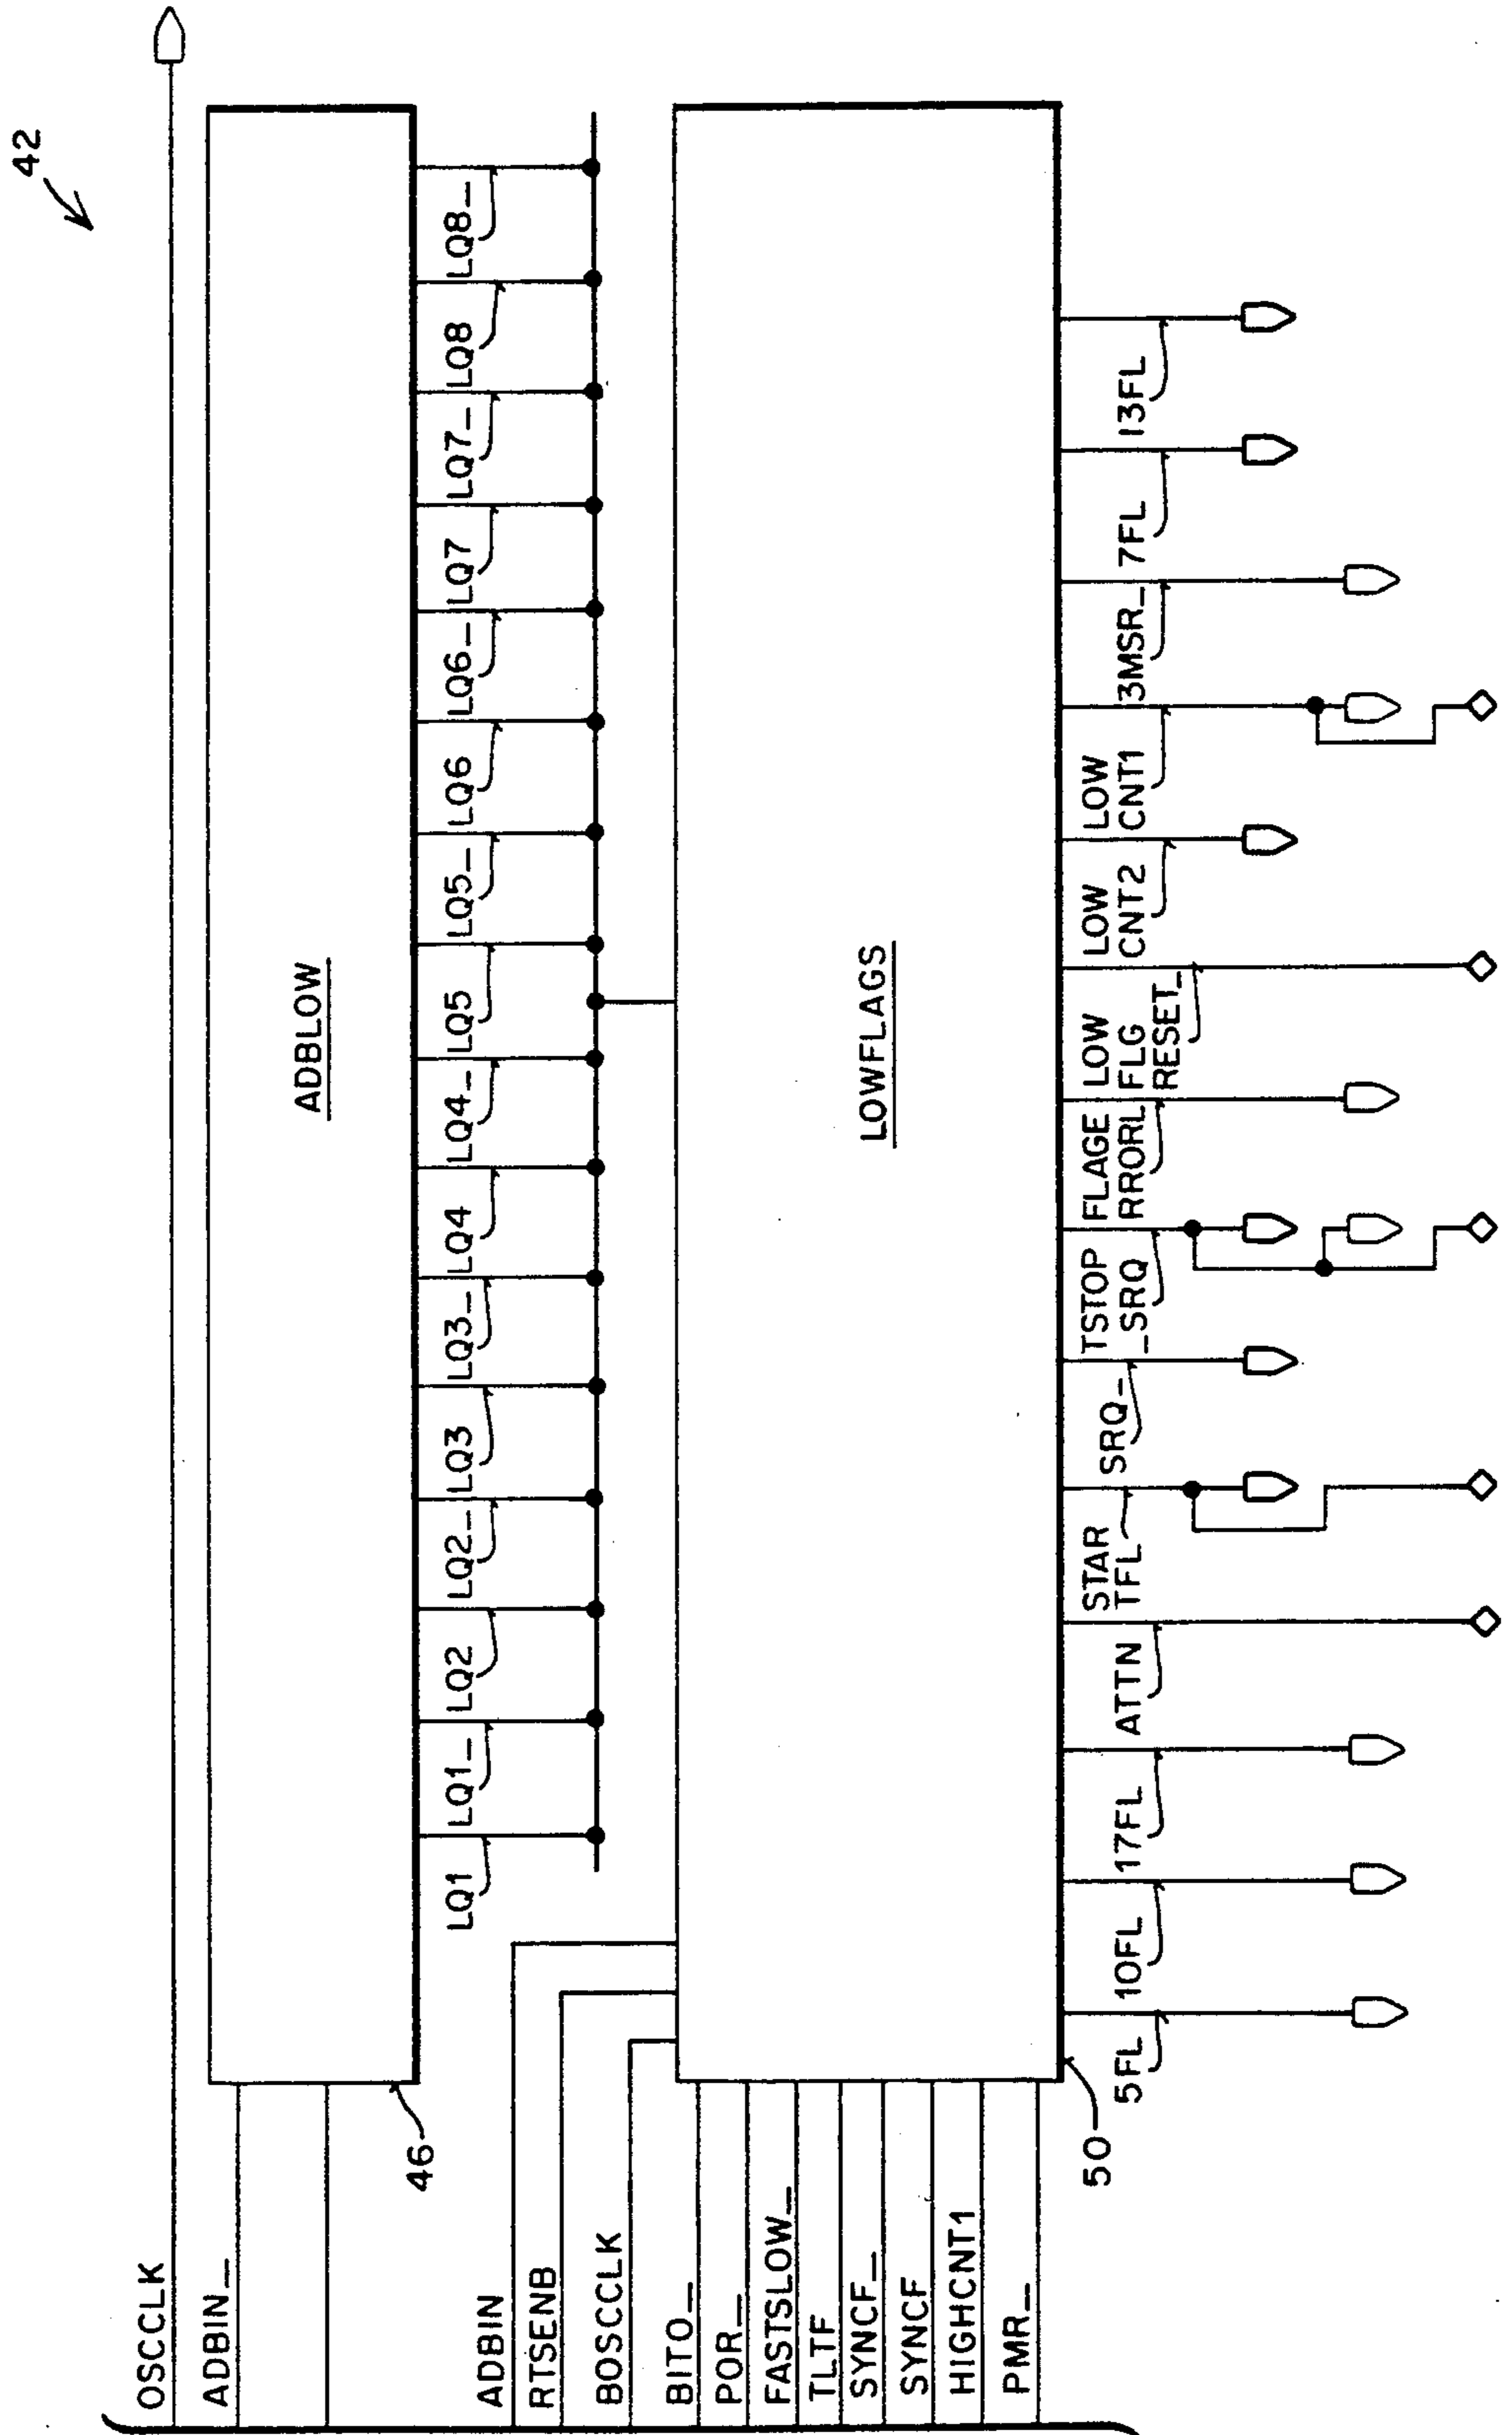 42
OSCCLK
ADBIN_
ADBLOW
46
LQ1
LQ1_
LQ2
LQ2_
LQ3
LQ3_
LQ4
LQ4_
LQ5
LQ5_
LQ6
LQ6_
LQ7
LQ7_
LQ8
LQ8_
ADBIN
RTSENB
BOSCCLK
BITO_
POR_
FASTSLOW_
TLTF
SYNCF_
SYNCF
HIGHCNT1
PMR_
LOWFLAGS
50
5FL
10FL
17FL
ATTN
STAR
TFL
SRQ_
TSTOP
_SRQ
FLAGE
RRORL
LOW
FLG
RESET_
LOW
CNT2
LOW
CNT1
3MSR_
7FL
13FL